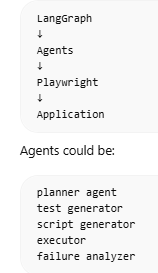 LangGraph
↓
Agents
↓
Playwright
↓
Application
Agents could be:
planner agent
test generator
script generator
executor
failure analyzer